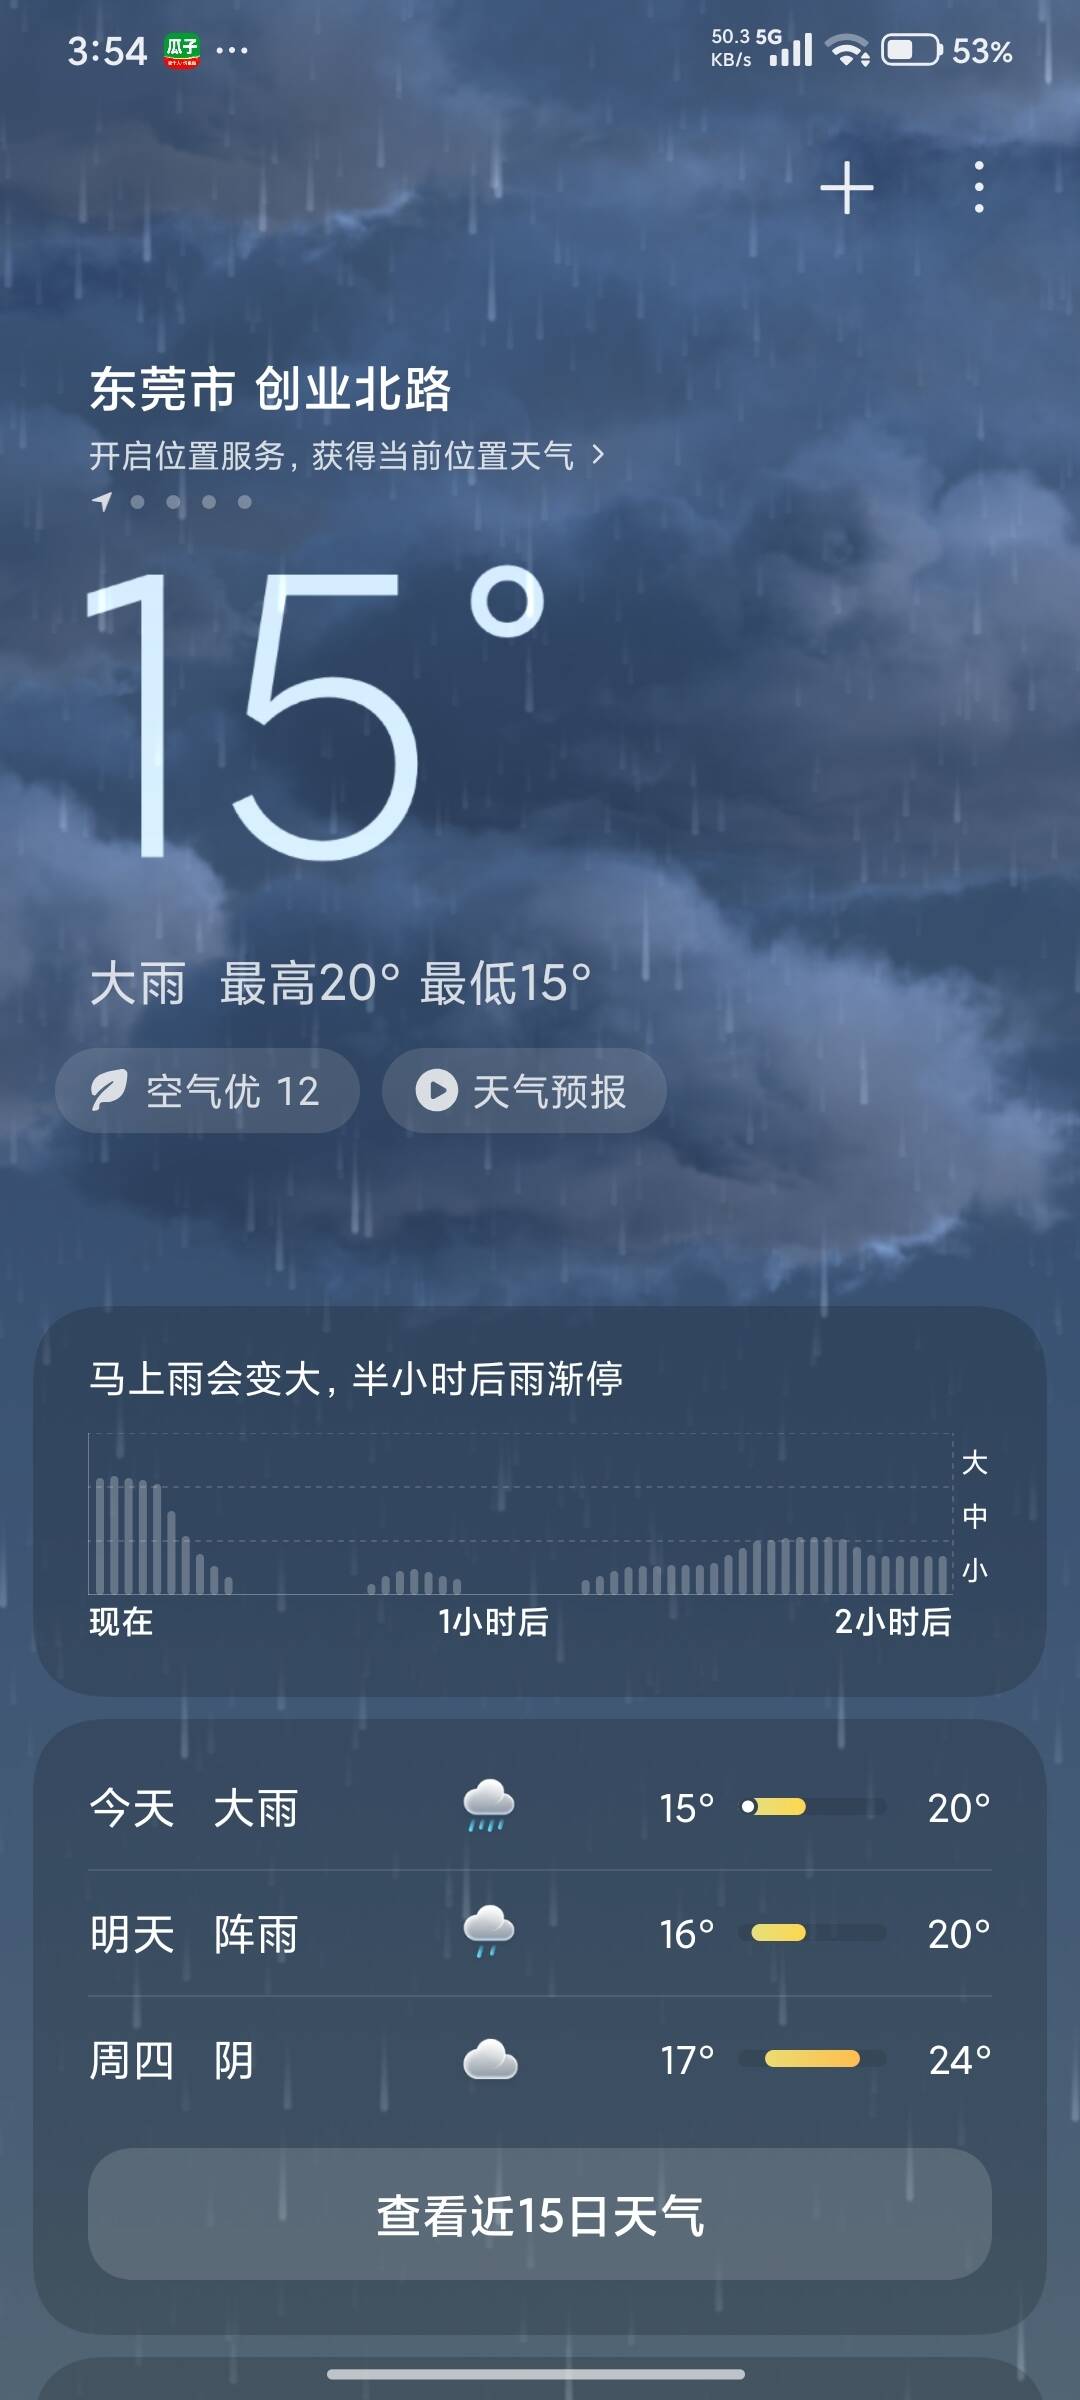 3:54 瓜子 ··· 50.3 KB/s 5G 53%
东莞市 创业北路
开启位置服务, 获得当前位置天气 >
15°
大雨 最高20° 最低15°
空气优 12 天气预报
马上雨会变大, 半小时后雨渐停
大
中
小
现在 1小时后 2小时后
今天 大雨 15° 20°
明天 阵雨 16° 20°
周四 阴 17° 24°
查看近15日天气